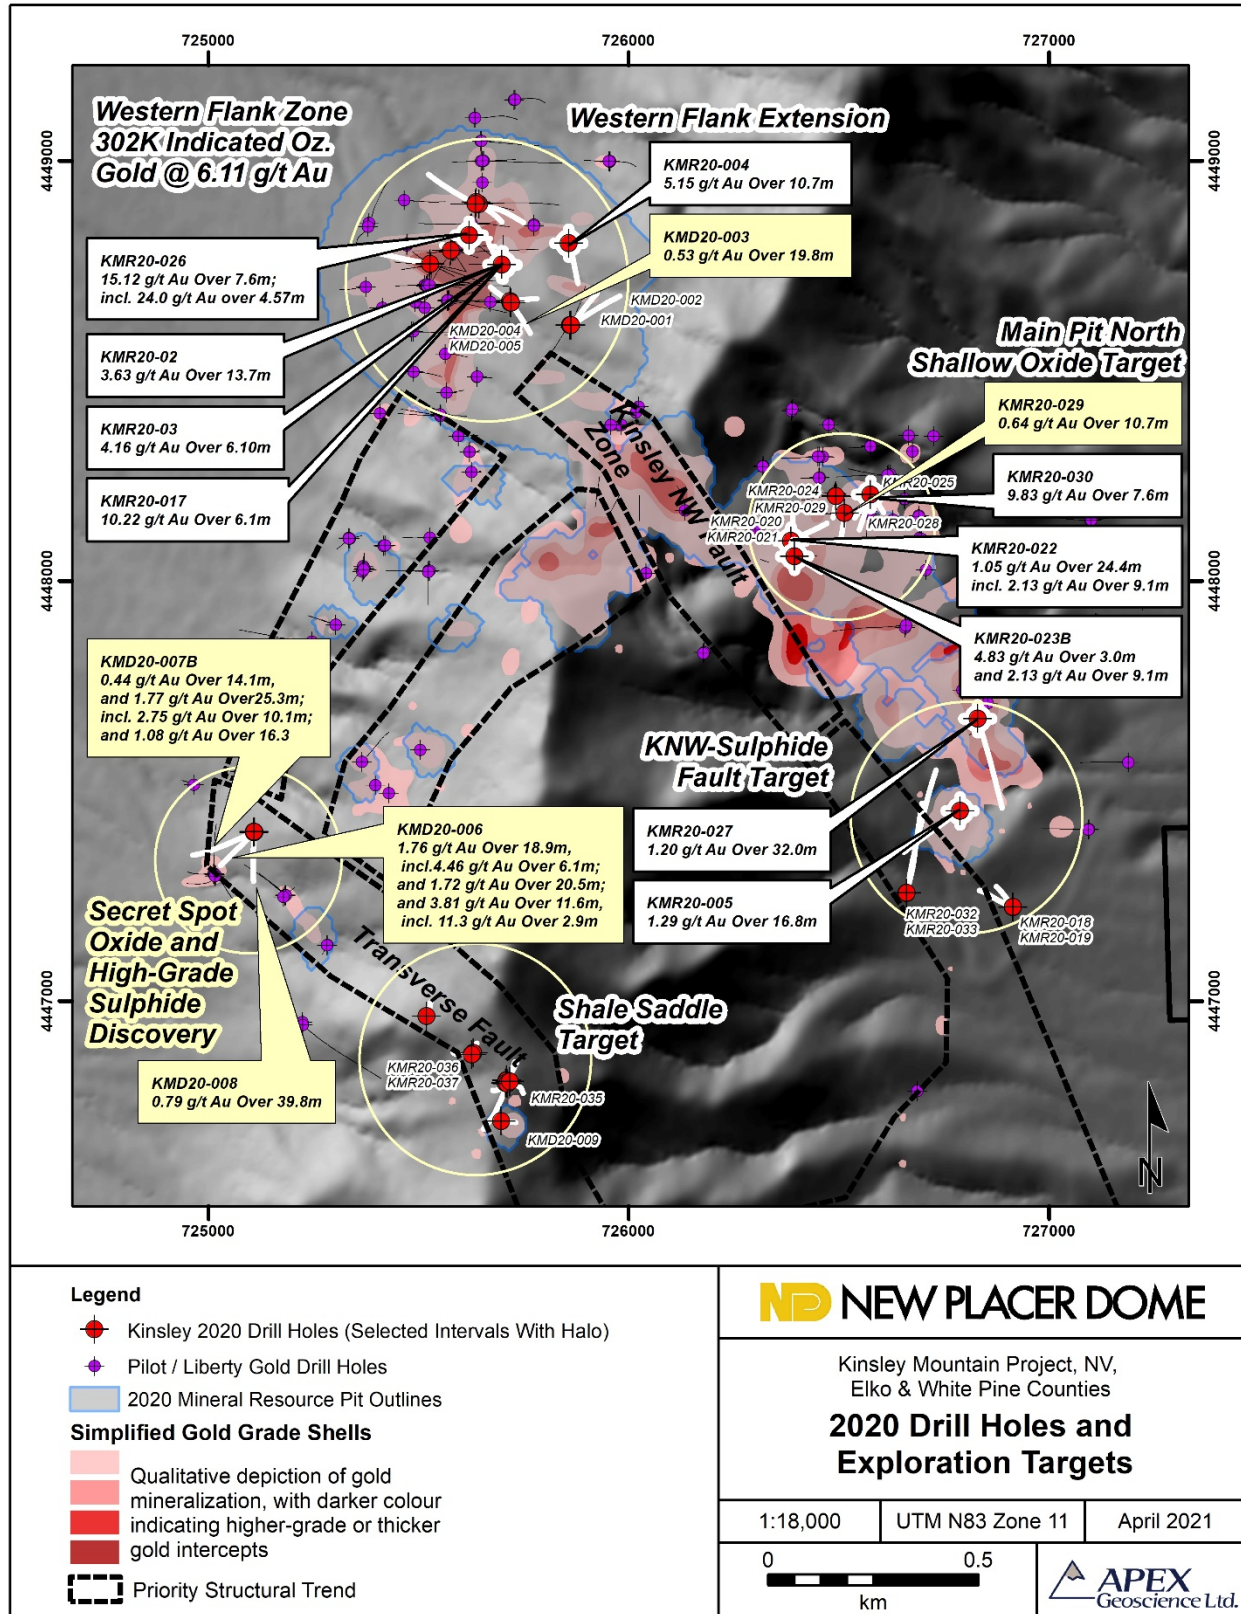 725000
726000
727000
Western Flank Zone
302K Indicated Oz.
Gold @ 6.11 g/t Au
Western Flank Extension
4449000
4449000
KMR20-004
5.15 g/t Au Over 10.7m
KMD20-003
0.53 g/t Au Over 19.8m
KMR20-026
15.12 g/t Au Over 7.6m;
incl. 24.0 g/t Au over 4.57m
KMD20-002
KMD20-001
KMD20-004
KMD20-005
KMR20-02
3.63 g/t Au Over 13.7m
Main Pit North
Shallow Oxide Target
KMR20-029
0.64 g/t Au Over 10.7m
KMR20-03
4.16 g/t Au Over 6.10m
KMR20-017
10.22 g/t Au Over 6.1m
Kinsley NW Fault
Zone
KMR20-025
KMR20-024
KMR20-029
KMR20-020
KMR20-028
KMR20-021
KMR20-030
9.83 g/t Au Over 7.6m
KMR20-022
1.05 g/t Au Over 24.4m
incl. 2.13 g/t Au Over 9.1m
4448000
4448000
KMR20-023B
4.83 g/t Au Over 3.0m
and 2.13 g/t Au Over 9.1m
KMD20-007B
0.44 g/t Au Over 14.1m,
and 1.77 g/t Au Over25.3m;
incl. 2.75 g/t Au Over 10.1m;
and 1.08 g/t Au Over 16.3
KNW-Sulphide
Fault Target
KMD20-006
1.76 g/t Au Over 18.9m,
incl.4.46 g/t Au Over 6.1m;
and 1.72 g/t Au Over 20.5m;
and 3.81 g/t Au Over 11.6m,
incl. 11.3 g/t Au Over 2.9m
KMR20-027
1.20 g/t Au Over 32.0m
KMR20-005
1.29 g/t Au Over 16.8m
KMR20-032
KMR20-033
KMR20-018
KMR20-019
Secret Spot
Oxide and
High-Grade
Sulphide
Discovery
Transverse Fault
Shale Saddle
Target
4447000
4447000
KMR20-036
KMR20-037
KMR20-035
KMD20-009
KMD20-008
0.79 g/t Au Over 39.8m
N
725000
726000
727000
Legend
Kinsley 2020 Drill Holes (Selected Intervals With Halo)
Pilot / Liberty Gold Drill Holes
2020 Mineral Resource Pit Outlines
Simplified Gold Grade Shells
Qualitative depiction of gold
mineralization, with darker colour
indicating higher-grade or thicker
gold intercepts
Priority Structural Trend
ND NEW PLACER DOME
Kinsley Mountain Project, NV,
Elko & White Pine Counties
2020 Drill Holes and
Exploration Targets
1:18,000
UTM N83 Zone 11
April 2021
0
0.5
km
APEX
Geoscience Ltd.